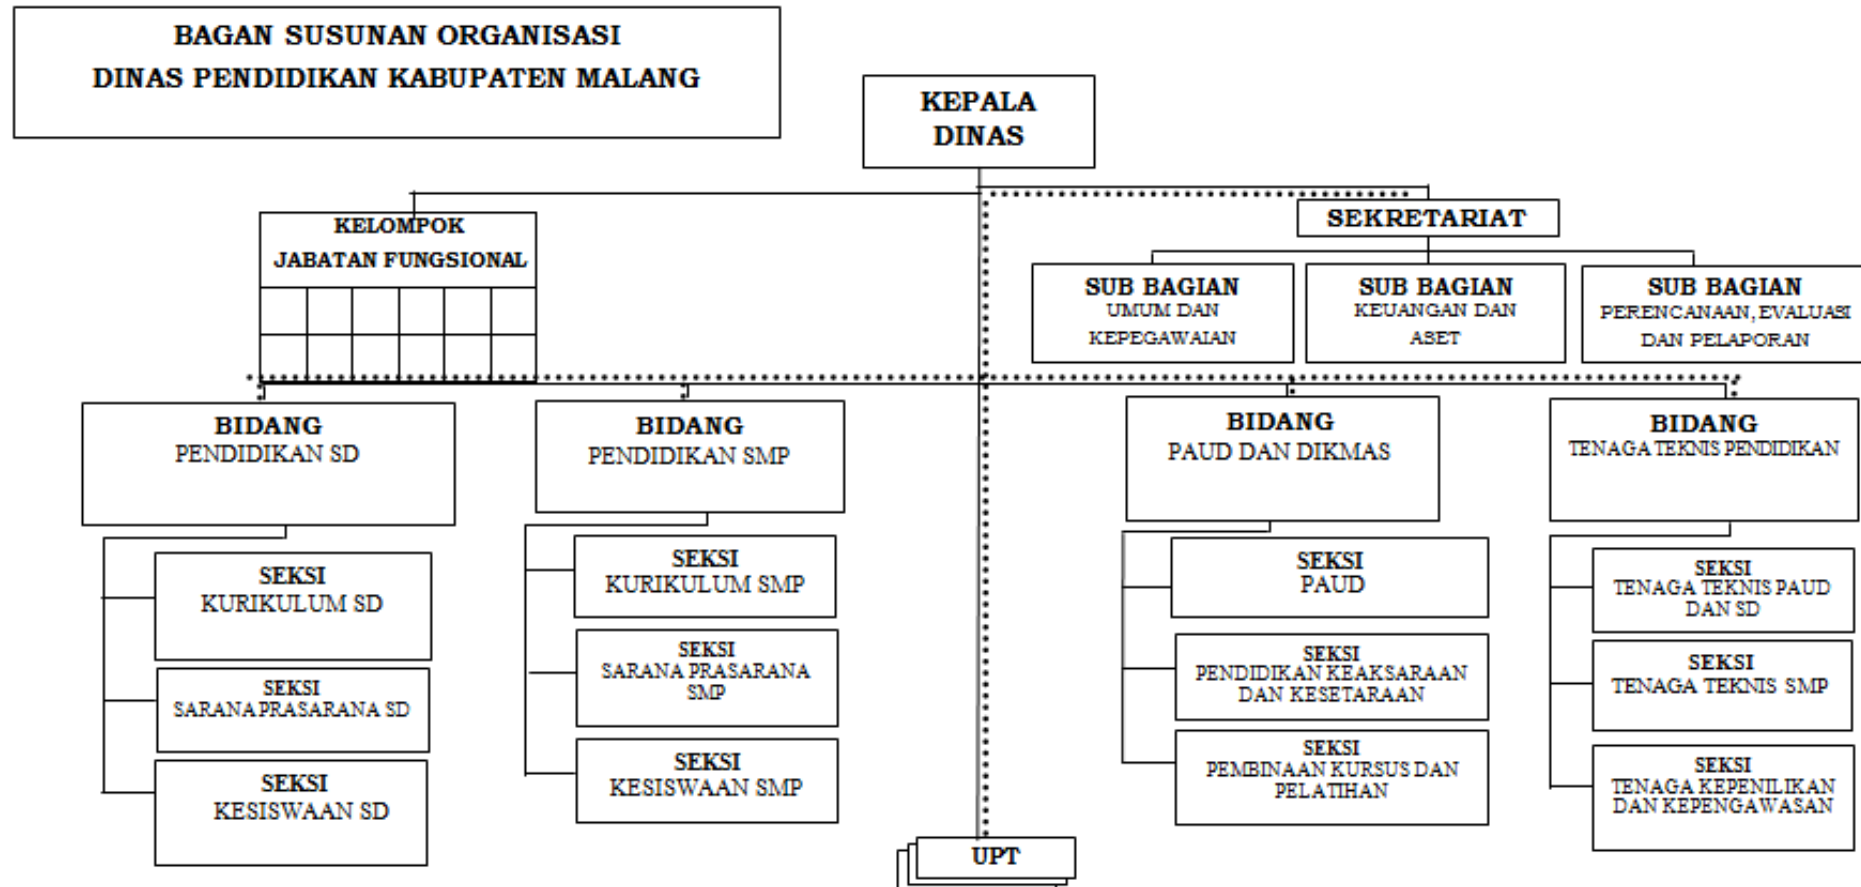 BAGAN SUSUNAN ORGANISASI
DINAS PENDIDIKAN KABUPATEN MALANG
KEPALA
DINAS
KELOMPOK
JABATAN FUNGSIONAL
SEKRETARIAT
SUB BAGIAN
UMUM DAN
KEPEGAWAIAN
SUB BAGIAN
KEUANGAN DAN
ASET
SUB BAGIAN
PERENCANAAN, EVALUASI
DAN PELAPORAN
BIDANG
PENDIDIKAN SD
SEKSI
KURIKULUM SD
SEKSI
SARANA PRASARANA SD
SEKSI
KESISWAAN SD
BIDANG
PENDIDIKAN SMP
SEKSI
KURIKULUM SMP
SEKSI
SARANA PRASARANA
SMP
SEKSI
KESISWAAN SMP
BIDANG
PAUD DAN DIKMAS
SEKSI
PAUD
SEKSI
PENDIDIKAN KEAKSARAAN
DAN KESETARAAN
SEKSI
PEMBINAAN KURSUS DAN
PELATIHAN
BIDANG
TENAGA TEKNIS PENDIDIKAN
SEKSI
TENAGA TEKNIS PAUD
DAN SD
SEKSI
TENAGA TEKNIS SMP
SEKSI
TENAGA KEPENILIKAN
DAN KEPENGAWASAN
UPT